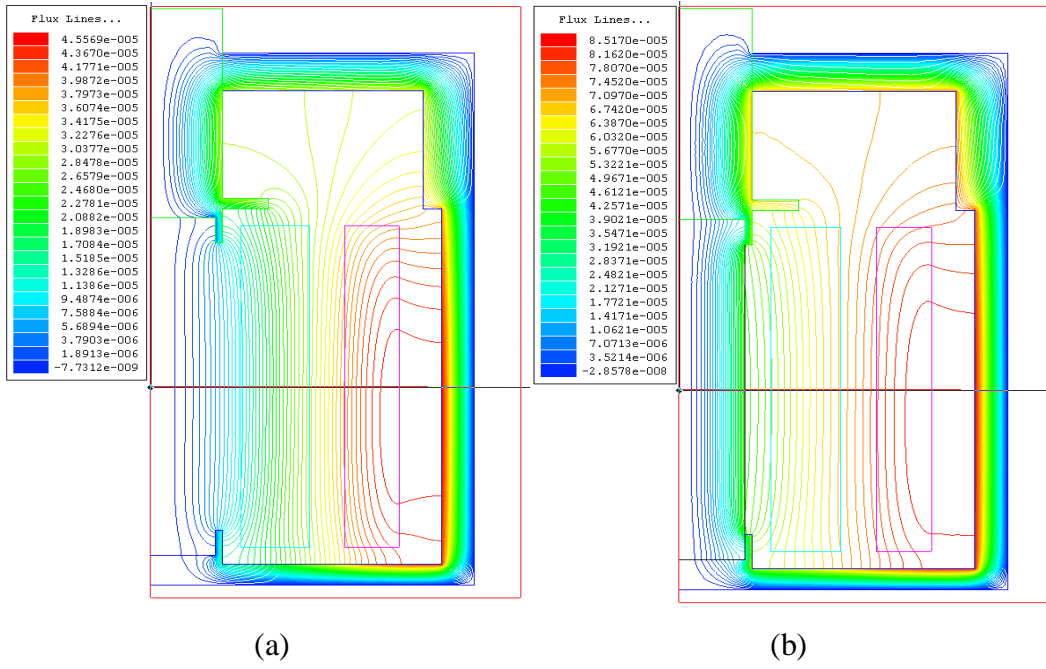 Flux Lines...
4.5569e-005
4.3670e-005
4.1771e-005
3.9872e-005
3.7973e-005
3.6074e-005
3.4175e-005
3.2276e-005
3.0377e-005
2.8478e-005
2.6579e-005
2.4680e-005
2.2781e-005
2.0882e-005
1.8983e-005
1.7084e-005
1.5185e-005
1.3286e-005
1.1386e-005
9.4874e-006
7.5884e-006
5.6894e-006
3.7903e-006
1.8913e-006
-7.7312e-009
Flux Lines...
8.5170e-005
8.1620e-005
7.8070e-005
7.4520e-005
7.0970e-005
6.7420e-005
6.3870e-005
6.0320e-005
5.6770e-005
5.3221e-005
4.9671e-005
4.6121e-005
4.2571e-005
3.9021e-005
3.5471e-005
3.1921e-005
2.8371e-005
2.4821e-005
2.1271e-005
1.7721e-005
1.4171e-005
1.0621e-005
7.0713e-006
3.5214e-006
-2.8578e-008
(a)
(b)